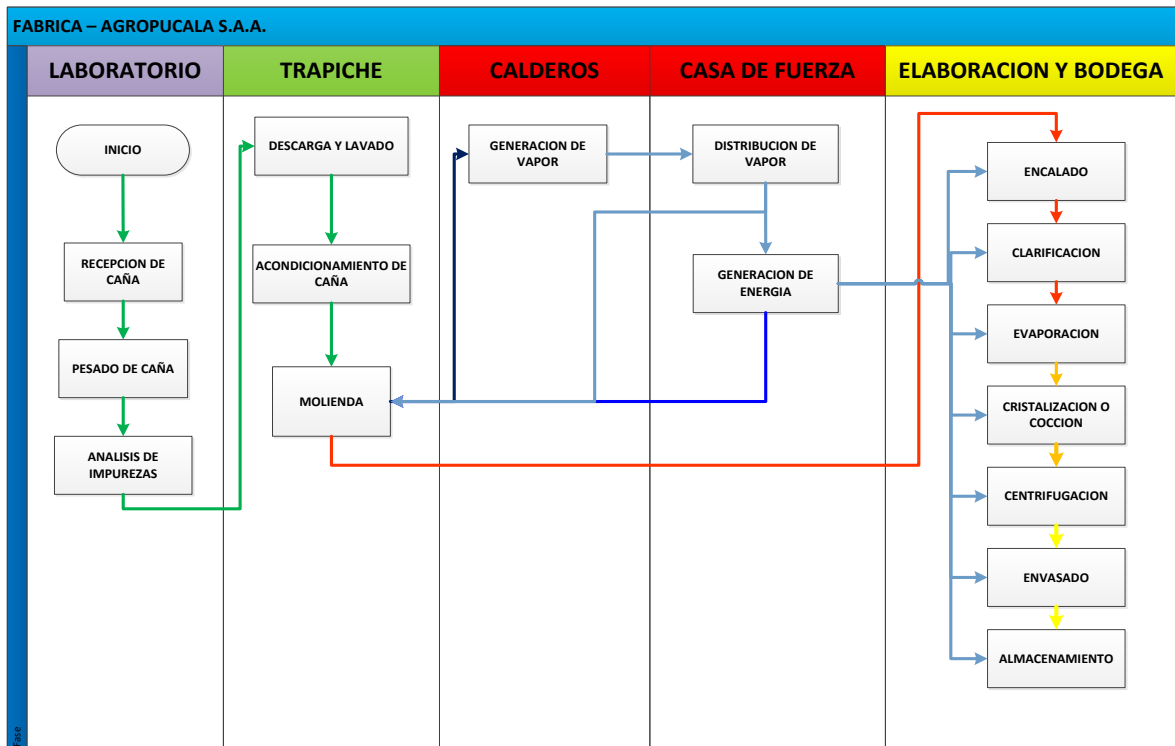 FABRICA – AGROPUCALA S.A.A.
LABORATORIO
TRAPICHE
CALDEROS
CASA DE FUERZA
ELABORACION Y BODEGA
INICIO
RECEPCION DE
CAÑA
PESADO DE CAÑA
ANALISIS DE
IMPUREZAS
DESCARGA Y LAVADO
ACONDICIONAMIENTO DE
CAÑA
MOLIENDA
GENERACION DE
VAPOR
DISTRIBUCION DE
VAPOR
GENERACION DE
ENERGIA
ENCALADO
CLARIFICACION
EVAPORACION
CRISTALIZACION O
COCCION
CENTRIFUGACION
ENVASADO
ALMACENAMIENTO
Fase